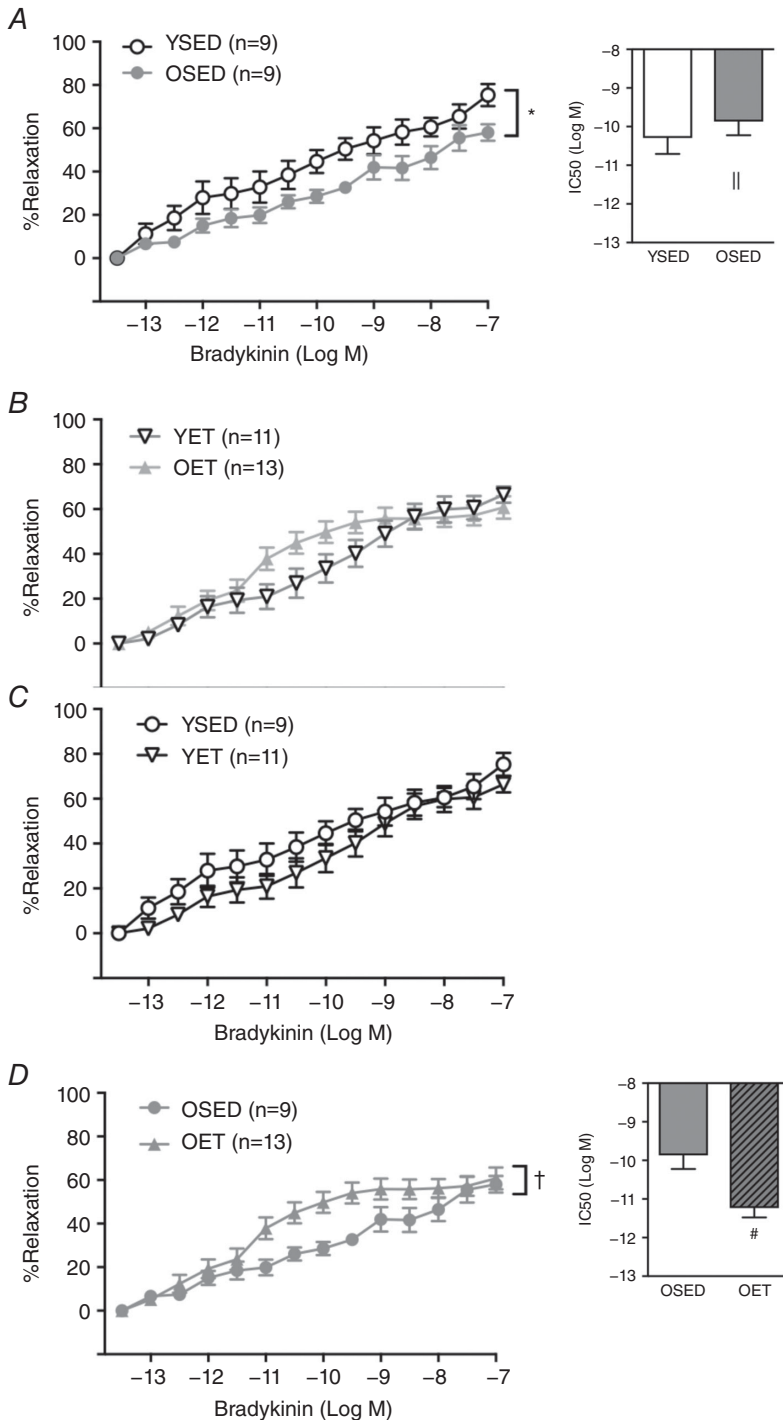 A
YSED (n=9)
OSED (n=9)
100
80
60
40
20
0
%Relaxation
*
−13 −12 −11 −10 −9 −8 −7
Bradykinin (Log M)
−8
−9
−10
−11
−12
−13
IC50 (Log M)
||
YSED OSED
B
YET (n=11)
OET (n=13)
100
80
60
40
20
0
%Relaxation
C
YSED (n=9)
YET (n=11)
100
80
60
40
20
0
%Relaxation
−13 −12 −11 −10 −9 −8 −7
Bradykinin (Log M)
D
OSED (n=9)
OET (n=13)
100
80
60
40
20
0
%Relaxation
†
−13 −12 −11 −10 −9 −8 −7
Bradykinin (Log M)
−8
−9
−10
−11
−12
−13
IC50 (Log M)
#
OSED OET